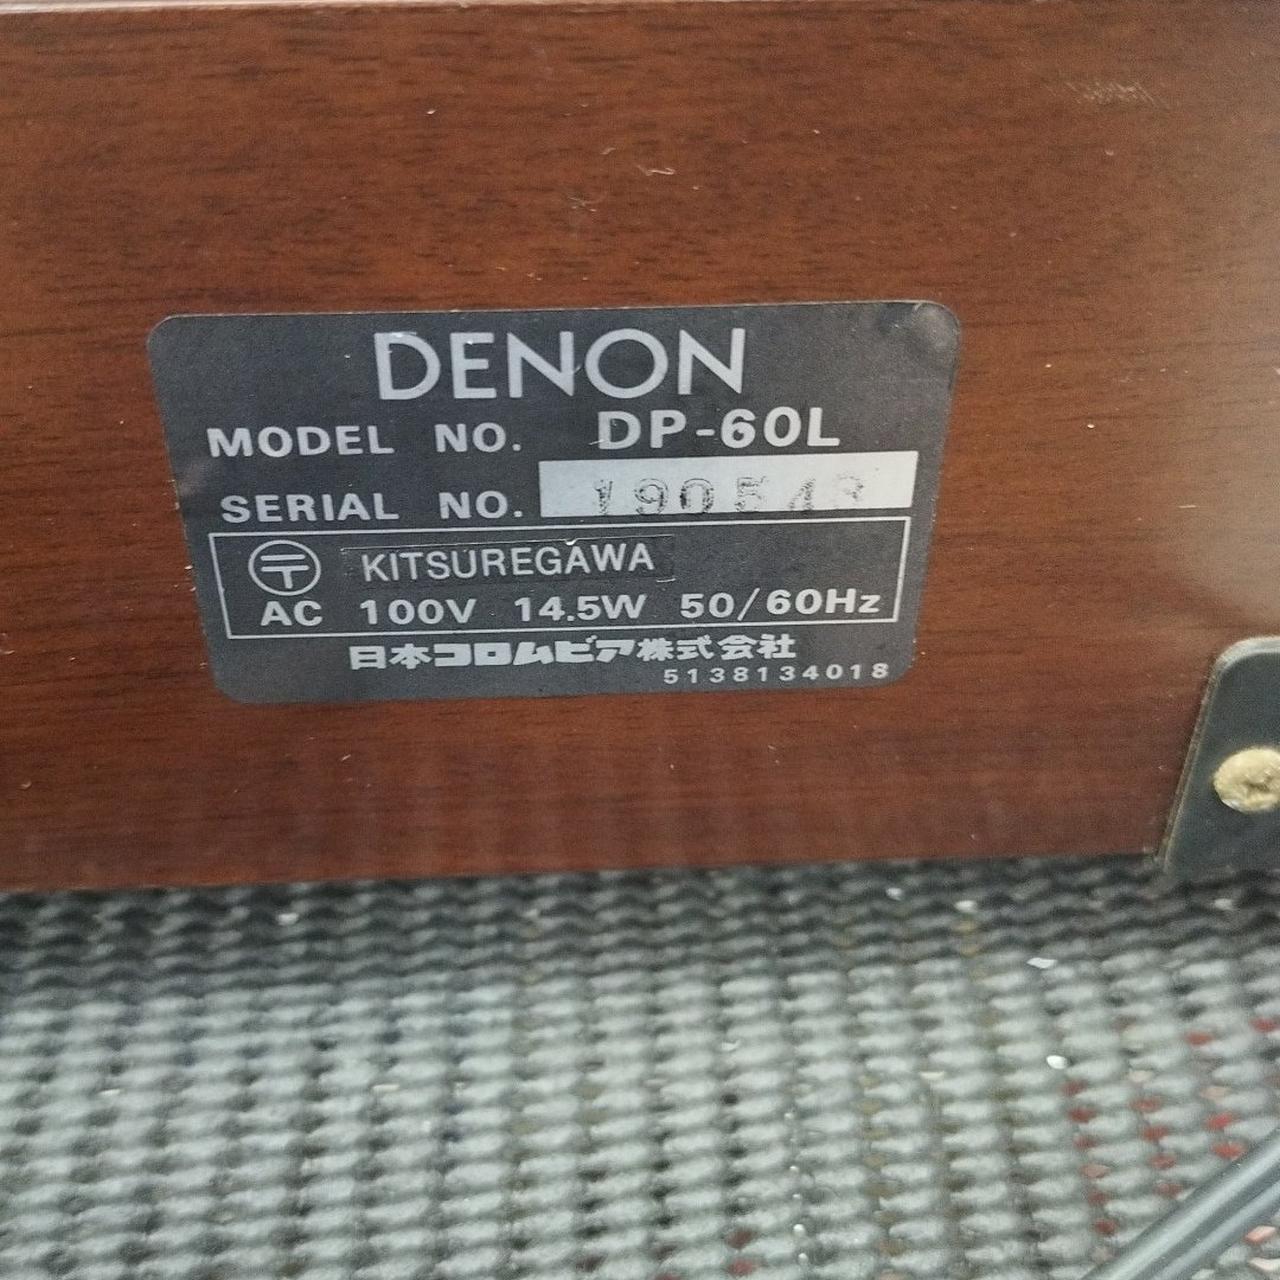 DENON
MODEL NO. DP-60L
SERIAL NO. 190543
〒 KITSUREGAWA
AC 100V 14.5W 50/60Hz
日本コロムビア株式会社
5138134018